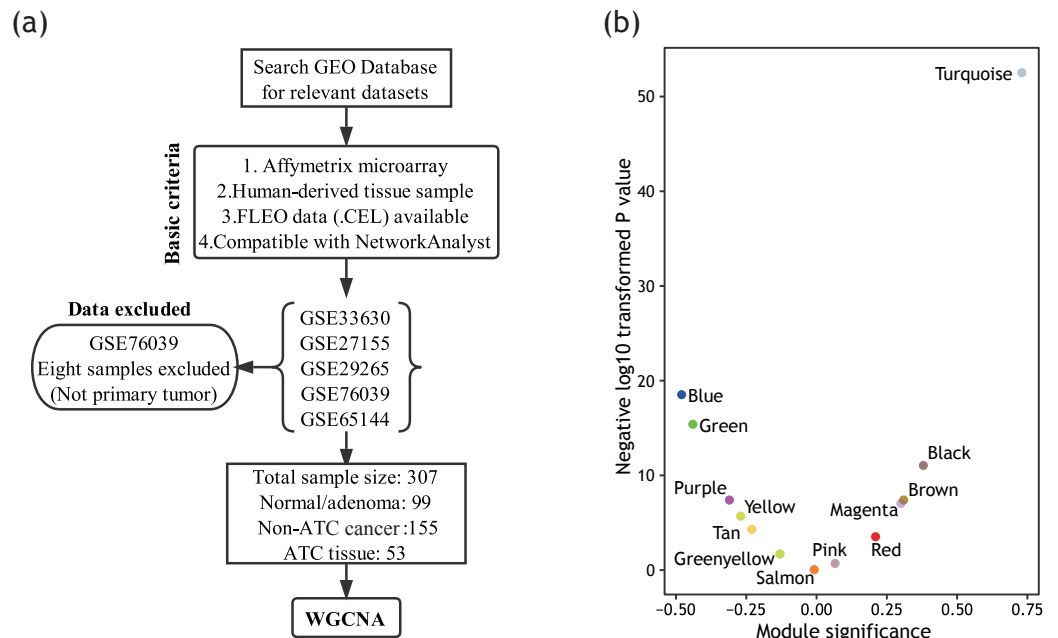 (a)
Search GEO Database
for relevant datasets
Basic criteria
1. Affymetrix microarray
2.Human-derived tissue sample
3.FLEO data (.CEL) available
4.Compatible with NetworkAnalyst
Data excluded
GSE76039
Eight samples excluded
(Not primary tumor)
GSE33630
GSE27155
GSE29265
GSE76039
GSE65144
Total sample size: 307
Normal/adenoma: 99
Non-ATC cancer :155
ATC tissue: 53
WGCNA
(b)
Negative log10 transformed P value
50
40
30
20
10
0
Turquoise
Blue
Green
Black
Purple
Brown
Yellow
Magenta
Tan
Greenyellow
Pink
Red
Salmon
−0.50
−0.25
0.00
0.25
0.50
0.75
Module significance